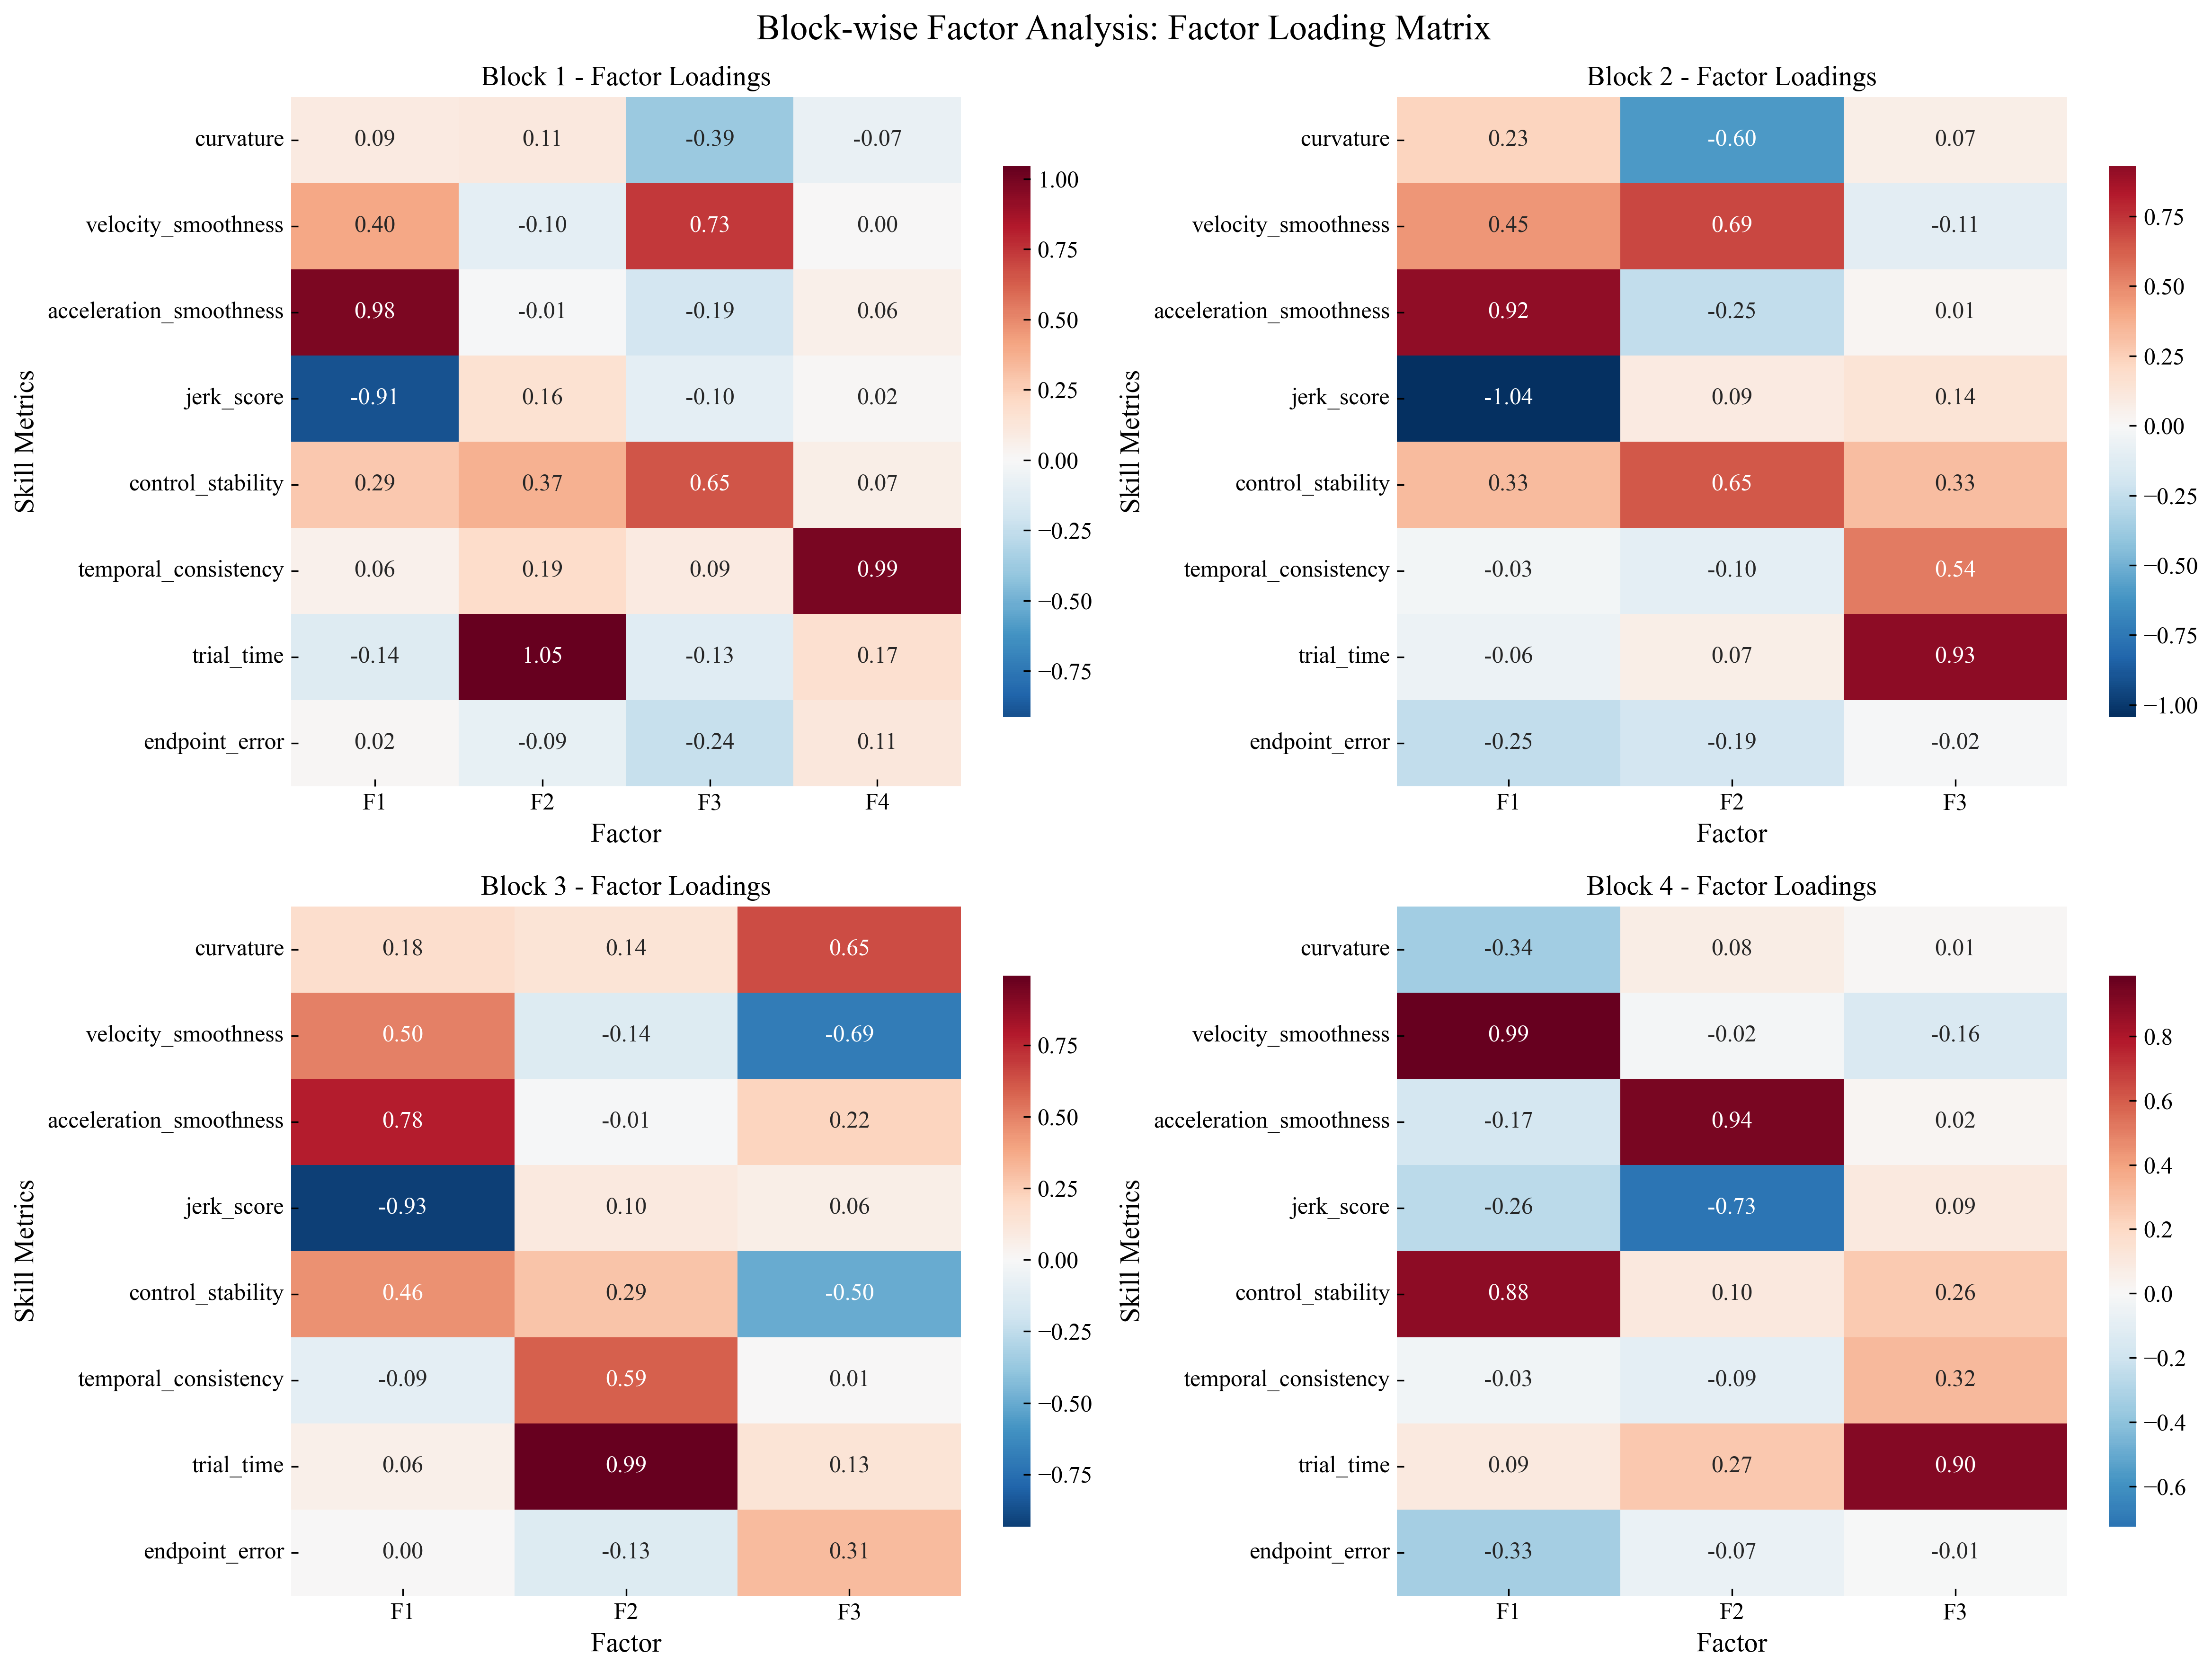 Block-wise Factor Analysis: Factor Loading Matrix
Block 1 - Factor Loadings
Skill Metrics
curvature 0.09 0.11 -0.39 -0.07
velocity_smoothness 0.40 -0.10 0.73 0.00
acceleration_smoothness 0.98 -0.01 -0.19 0.06
jerk_score -0.91 0.16 -0.10 0.02
control_stability 0.29 0.37 0.65 0.07
temporal_consistency 0.06 0.19 0.09 0.99
trial_time -0.14 1.05 -0.13 0.17
endpoint_error 0.02 -0.09 -0.24 0.11
F1 F2 F3 F4
Factor
1.00
0.75
0.50
0.25
0.00
−0.25
−0.50
−0.75
Block 2 - Factor Loadings
Skill Metrics
curvature 0.23 -0.60 0.07
velocity_smoothness 0.45 0.69 -0.11
acceleration_smoothness 0.92 -0.25 0.01
jerk_score -1.04 0.09 0.14
control_stability 0.33 0.65 0.33
temporal_consistency -0.03 -0.10 0.54
trial_time -0.06 0.07 0.93
endpoint_error -0.25 -0.19 -0.02
F1 F2 F3
Factor
0.75
0.50
0.25
0.00
−0.25
−0.50
−0.75
−1.00
Block 3 - Factor Loadings
Skill Metrics
curvature 0.18 0.14 0.65
velocity_smoothness 0.50 -0.14 -0.69
acceleration_smoothness 0.78 -0.01 0.22
jerk_score -0.93 0.10 0.06
control_stability 0.46 0.29 -0.50
temporal_consistency -0.09 0.59 0.01
trial_time 0.06 0.99 0.13
endpoint_error 0.00 -0.13 0.31
F1 F2 F3
Factor
0.75
0.50
0.25
0.00
−0.25
−0.50
−0.75
Block 4 - Factor Loadings
Skill Metrics
curvature -0.34 0.08 0.01
velocity_smoothness 0.99 -0.02 -0.16
acceleration_smoothness -0.17 0.94 0.02
jerk_score -0.26 -0.73 0.09
control_stability 0.88 0.10 0.26
temporal_consistency -0.03 -0.09 0.32
trial_time 0.09 0.27 0.90
endpoint_error -0.33 -0.07 -0.01
F1 F2 F3
Factor
0.8
0.6
0.4
0.2
0.0
−0.2
−0.4
−0.6